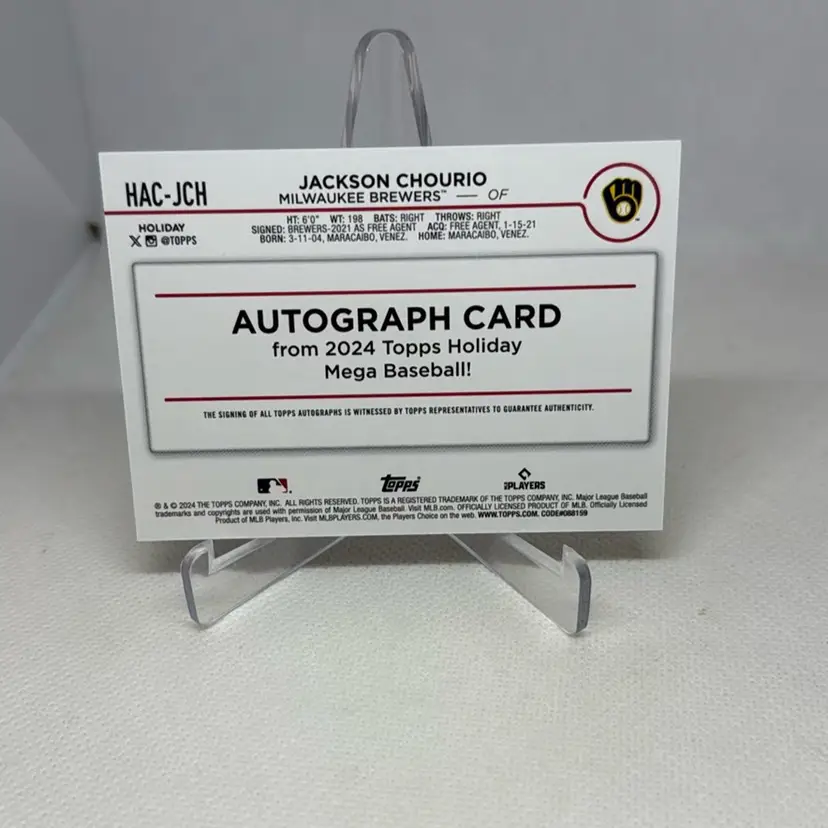 HAC-JCH
JACKSON CHOURIO
MILWAUKEE BREWERS™ — OF
HOLIDAY
@TOPPS
HT: 6'0" WT: 198 BATS: RIGHT THROWS: RIGHT
SIGNED: BREWERS-2021 AS FREE AGENT ACQ: FREE AGENT, 1-15-21
BORN: 3-11-04, MARACAIBO, VENEZ. HOME: MARACAIBO, VENEZ.
AUTOGRAPH CARD
from 2024 Topps Holiday
Mega Baseball!
THE SIGNING OF ALL TOPPS AUTOGRAPHS IS WITNESSED BY TOPPS REPRESENTATIVES TO GUARANTEE AUTHENTICITY.
topps
MLB PLAYERS
® & © 2024 THE TOPPS COMPANY, INC. ALL RIGHTS RESERVED. TOPPS IS A REGISTERED TRADEMARK OF THE TOPPS COMPANY, INC. Major League Baseball
trademarks and copyrights are used with permission of Major League Baseball. Visit MLB.com. OFFICIALLY LICENSED PRODUCT OF MLB. Officially Licensed
Product of MLB Players, Inc. Visit MLBPLAYERS.COM, the Players Choice on the web. WWW.TOPPS.COM. CODE#088159